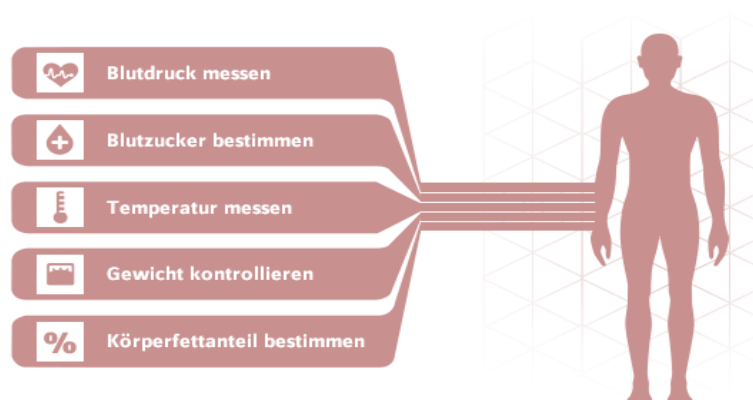 Blutdruck messen
Blutzucker bestimmen
Temperatur messen
Gewicht kontrollieren
% Körperfettanteil bestimmen